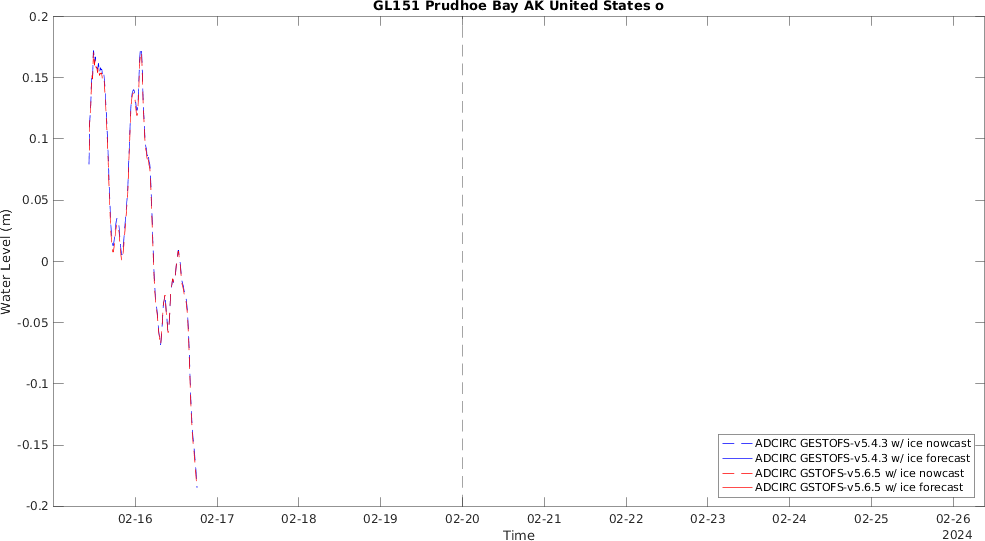 GL151 Prudhoe Bay AK United States o
0.2
0.15
0.1
0.05
0
-0.05
-0.1
-0.15
-0.2
Water Level (m)
ADCIRC GESTOFS-v5.4.3 w/ ice nowcast
ADCIRC GESTOFS-v5.4.3 w/ ice forecast
ADCIRC GSTOFS-v5.6.5 w/ ice nowcast
ADCIRC GSTOFS-v5.6.5 w/ ice forecast
02-16 02-17 02-18 02-19 02-20 02-21 02-22 02-23 02-24 02-25 02-26
Time
2024